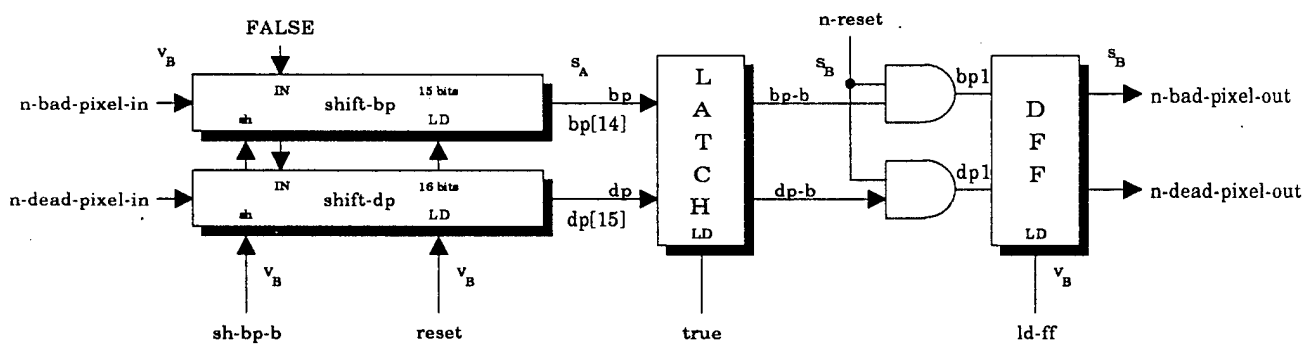 n-reset
FALSE
v_B
s_A
s_B
s_B
IN
15 bits
n-bad-pixel-in
shift-bp
bp
bp-b
bp1
n-bad-pixel-out
sh
LD
bp[14]
L
A
T
C
H
LD
D
F
F
LD
IN
16 bits
n-dead-pixel-in
shift-dp
dp
dp-b
dp1
n-dead-pixel-out
sh
LD
dp[15]
v_B
v_B
v_B
sh-bp-b
reset
true
ld-ff